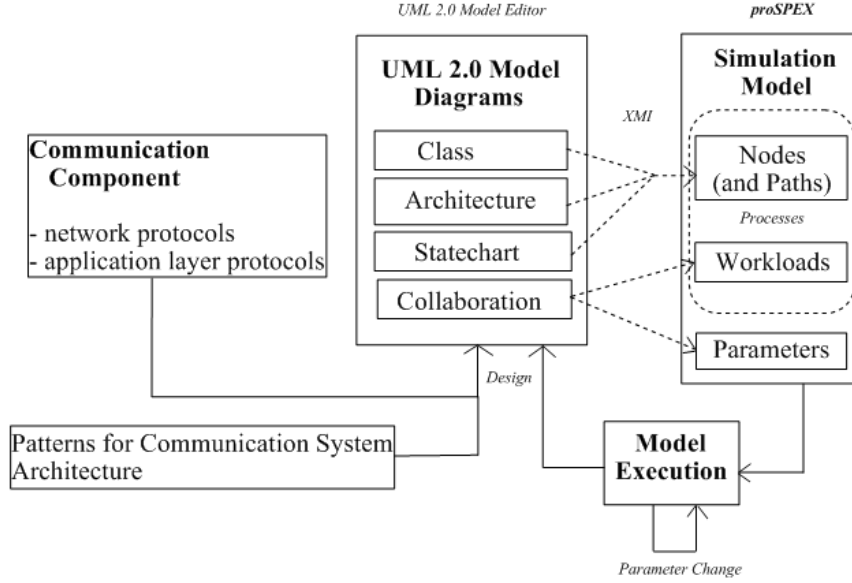 UML 2.0 Model Editor
proSPEX
UML 2.0 Model
Diagrams
Simulation
Model
XMI
Communication
Component
- network protocols
- application layer protocols
Class
Architecture
Statechart
Collaboration
Nodes
(and Paths)
Processes
Workloads
Parameters
Design
Patterns for Communication System
Architecture
Model
Execution
Parameter Change